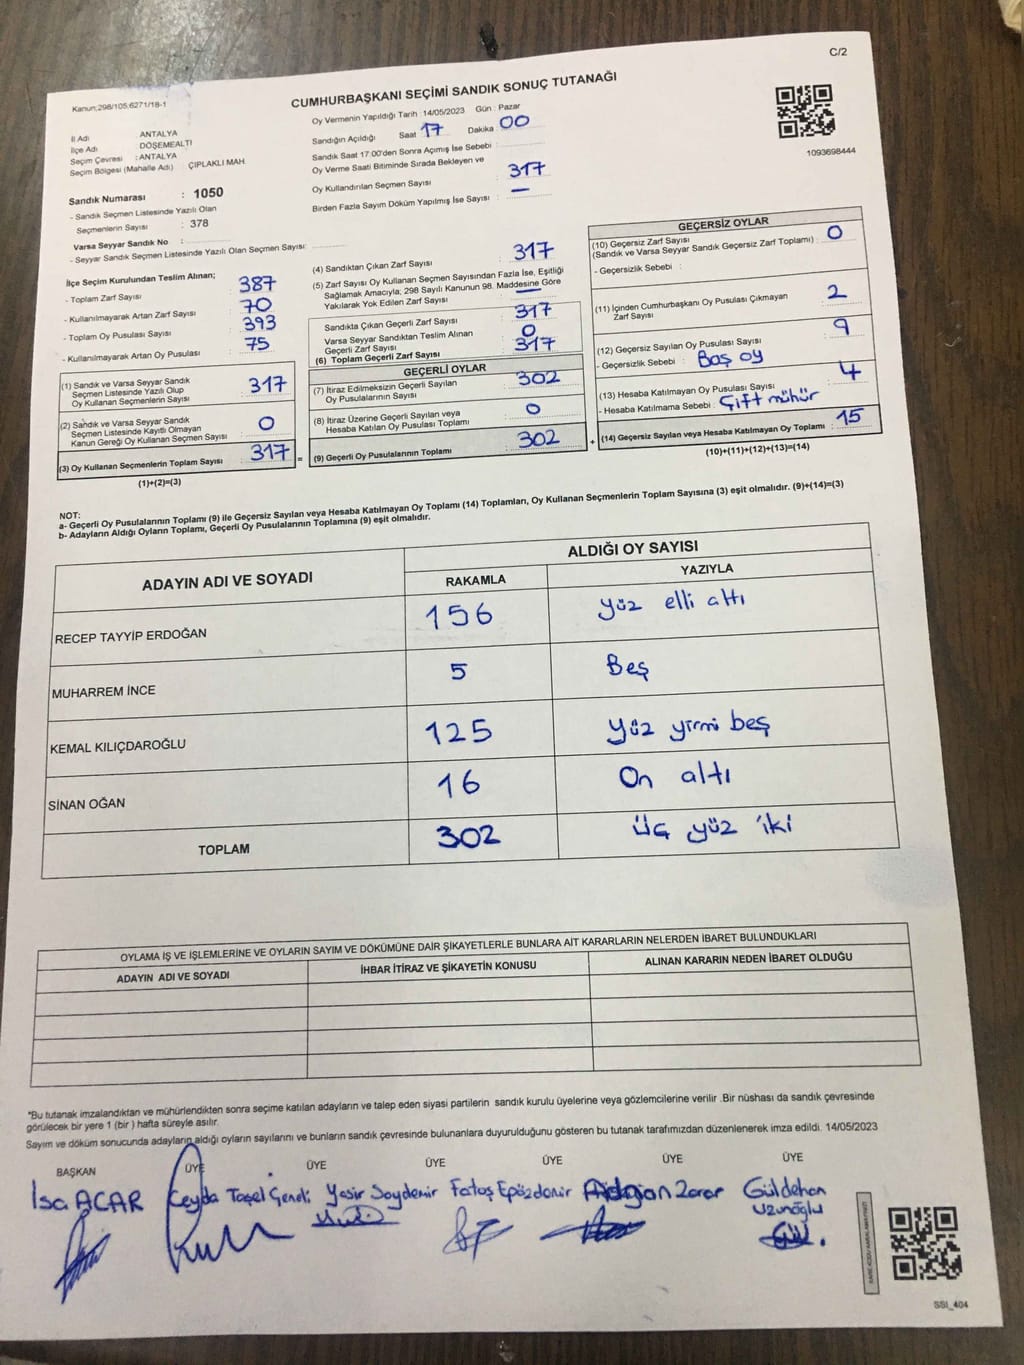 C/2
Kanun;298/105;6271/18-1
CUMHURBAŞKANI SEÇİMİ SANDIK SONUÇ TUTANAĞI
Oy Vermenin Yapıldığı Tarih :14/05/2023 Gün : Pazar
İl Adı : ANTALYA
İlçe Adı : DÖŞEMEALTI
Seçim Çevresi : ANTALYA
Seçim Bölgesi (Mahalle Adı) ÇIPLAKLI MAH.
Sandık Numarası : 1050
- Sandık Seçmen Listesinde Yazılı Olan
Seçmenlerin Sayısı : 378
Varsa Seyyar Sandık No :
- Seyyar Sandık Seçmen Listesinde Yazılı Olan Seçmen Sayısı:
Sandığın Açıldığı Saat 17 Dakika 00
Sandık Saat 17:00'den Sonra Açımış İse Sebebi :
Oy Verme Saati Bitiminde Sırada Bekleyen ve
Oy Kullandırılan Seçmen Sayısı : 317
Birden Fazla Sayım Döküm Yapılmış İse Sayısı : —
1093698444
İlçe Seçim Kurulundan Teslim Alınan;
- Toplam Zarf Sayısı : 387
- Kullanılmayarak Artan Zarf Sayısı : 70
- Toplam Oy Pusulası Sayısı : 393
- Kullanılmayarak Artan Oy Pusulası : 75
(1) Sandık ve Varsa Seyyar Sandık
Seçmen Listesinde Yazılı Olup
Oy Kullanan Seçmenlerin Sayısı : 317
(2) Sandık ve Varsa Seyyar Sandık
Seçmen Listesinde Kayıtlı Olmayan
Kanun Gereği Oy Kullanan Seçmen Sayısı : 0
(3) Oy Kullanan Seçmenlerin Toplam Sayısı : 317 =
(1)+(2)=(3)
(4) Sandıktan Çıkan Zarf Sayısı : 317
(5) Zarf Sayısı Oy Kullanan Seçmen Sayısından Fazla İse, Eşitliği
Sağlamak Amacıyla; 298 Sayılı Kanunun 98. Maddesine Göre
Yakılarak Yok Edilen Zarf Sayısı : —
Sandıkta Çıkan Geçerli Zarf Sayısı : 317
Varsa Seyyar Sandıktan Teslim Alınan
Geçerli Zarf Sayısı : 0
(6) Toplam Geçerli Zarf Sayısı : 317
GEÇERLİ OYLAR
(7) İtiraz Edilmeksizin Geçerli Sayılan
Oy Pusulalarının Sayısı : 302
(8) İtiraz Üzerine Geçerli Sayılan veya
Hesaba Katılan Oy Pusulası Toplamı : 0
(9) Geçerli Oy Pusulalarının Toplamı : 302 +
GEÇERSİZ OYLAR
(10) Geçersiz Zarf Sayısı
(Sandık ve Varsa Seyyar Sandık Geçersiz Zarf Toplamı) : 0
- Geçersizlik Sebebi :
(11) İçinden Cumhurbaşkanı Oy Pusulası Çıkmayan
Zarf Sayısı : 2
(12) Geçersiz Sayılan Oy Pusulası Sayısı : 9
- Geçersizlik Sebebi : Boş oy
(13) Hesaba Katılmayan Oy Pusulası Sayısı : 4
- Hesaba Katılmama Sebebi : Çift mühür
(14) Geçersiz Sayılan veya Hesaba Katılmayan Oy Toplamı : 15
(10)+(11)+(12)+(13)=(14)
NOT:
a- Geçerli Oy Pusulalarının Toplamı (9) ile Geçersiz Sayılan veya Hesaba Katılmayan Oy Toplamı (14) Toplamları, Oy Kullanan Seçmenlerin Toplam Sayısına (3) eşit olmalıdır. (9)+(14)=(3)
b- Adayların Aldığı Oyların Toplamı, Geçerli Oy Pusulalarının Toplamına (9) eşit olmalıdır.
ADAYIN ADI VE SOYADI ALDIĞI OY SAYISI
RAKAMLA YAZIYLA
RECEP TAYYİP ERDOĞAN 156 yüz elli altı
MUHARREM İNCE 5 Beş
KEMAL KILIÇDAROĞLU 125 yüz yirmi beş
SİNAN OĞAN 16 On altı
TOPLAM 302 üç yüz iki
OYLAMA İŞ VE İŞLEMLERİNE VE OYLARIN SAYIM VE DÖKÜMÜNE DAİR ŞİKAYETLERLE BUNLARA AİT KARARLARIN NELERDEN İBARET BULUNDUKLARI
ADAYIN ADI VE SOYADI İHBAR İTİRAZ VE ŞİKAYETİN KONUSU ALINAN KARARIN NEDEN İBARET OLDUĞU
*Bu tutanak imzalandıktan ve mühürlendikten sonra seçime katılan adayların ve talep eden siyasi partilerin sandık kurulu üyelerine veya gözlemcilerine verilir .Bir nüshası da sandık çevresinde
görülecek bir yere 1 (bir ) hafta süreyle asılır.
Sayım ve döküm sonucunda adayların aldığı oyların sayılarını ve bunların sandık çevresinde bulunanlara duyurulduğunu gösteren bu tutanak tarafımızdan düzenlenerek imza edildi. 14/05/2023
BAŞKAN ÜYE ÜYE ÜYE ÜYE ÜYE ÜYE
İsa ACAR Ceyda Taşel Yasir Soydemir Fatoş Güldehan
Uzunoğlu
SSI_404